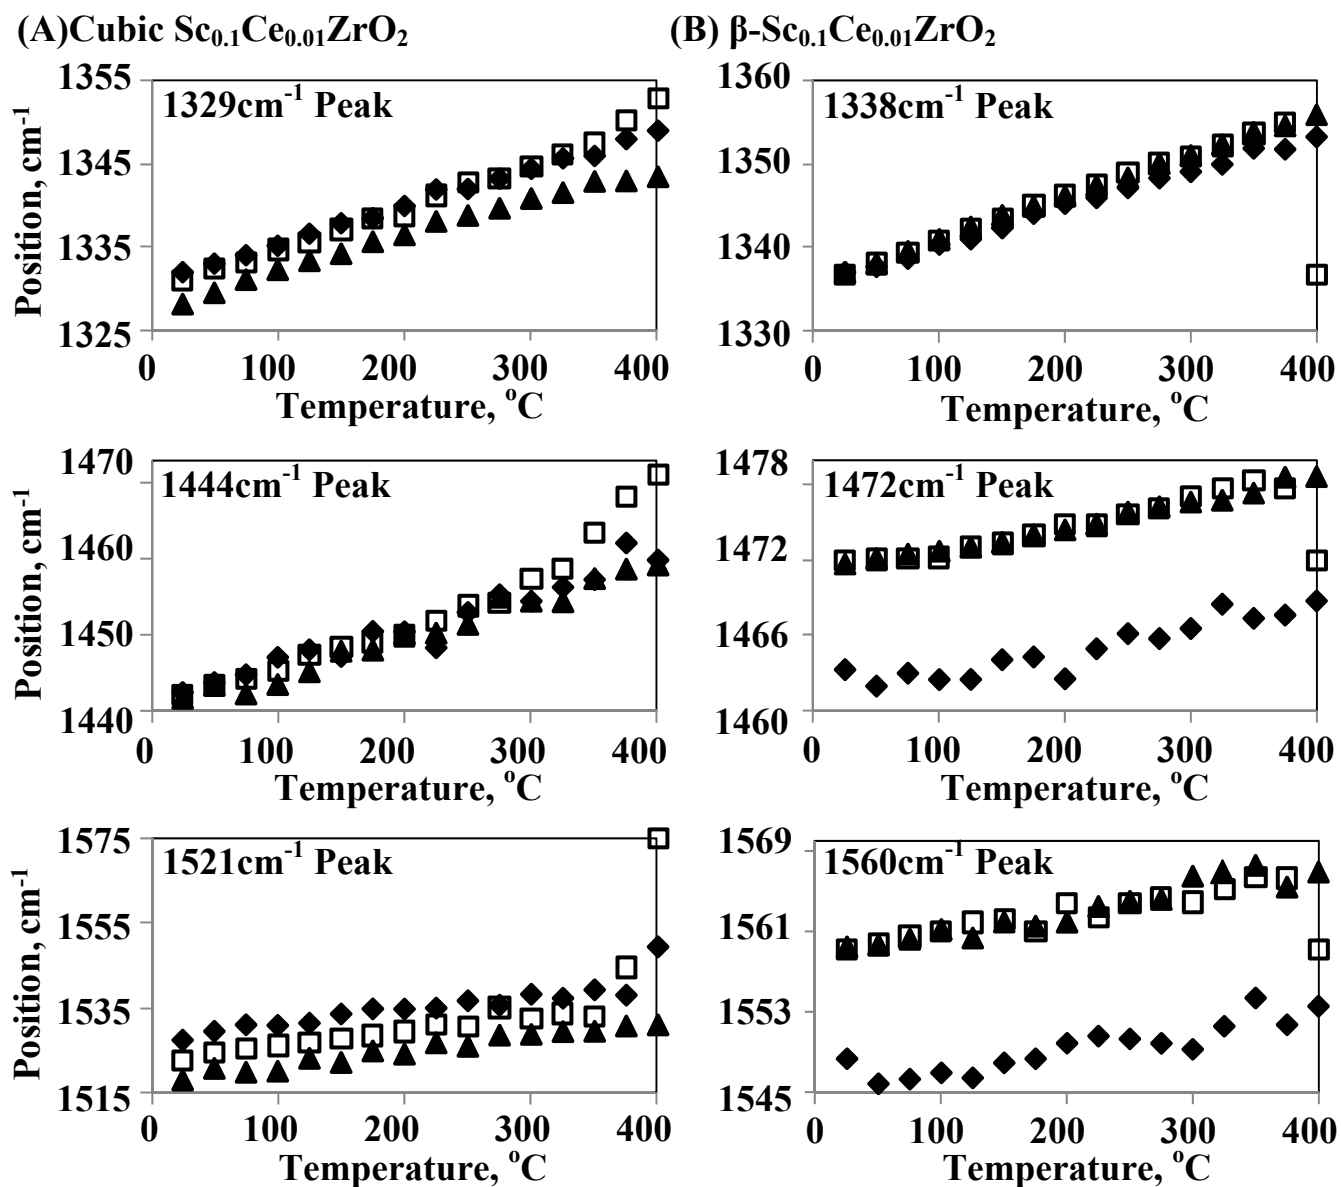 (A)Cubic Sc0.1Ce0.01ZrO2
(B) β-Sc0.1Ce0.01ZrO2
1329cm-1 Peak
1355
1345
1335
1325
0 100 200 300 400
Position, cm-1
Temperature, oC
1338cm-1 Peak
1360
1350
1340
1330
0 100 200 300 400
Temperature, oC
1444cm-1 Peak
1470
1460
1450
1440
0 100 200 300 400
Position, cm-1
Temperature, oC
1472cm-1 Peak
1478
1472
1466
1460
0 100 200 300 400
Temperature, oC
1521cm-1 Peak
1575
1555
1535
1515
0 100 200 300 400
Position, cm-1
Temperature, oC
1560cm-1 Peak
1569
1561
1553
1545
0 100 200 300 400
Temperature, oC